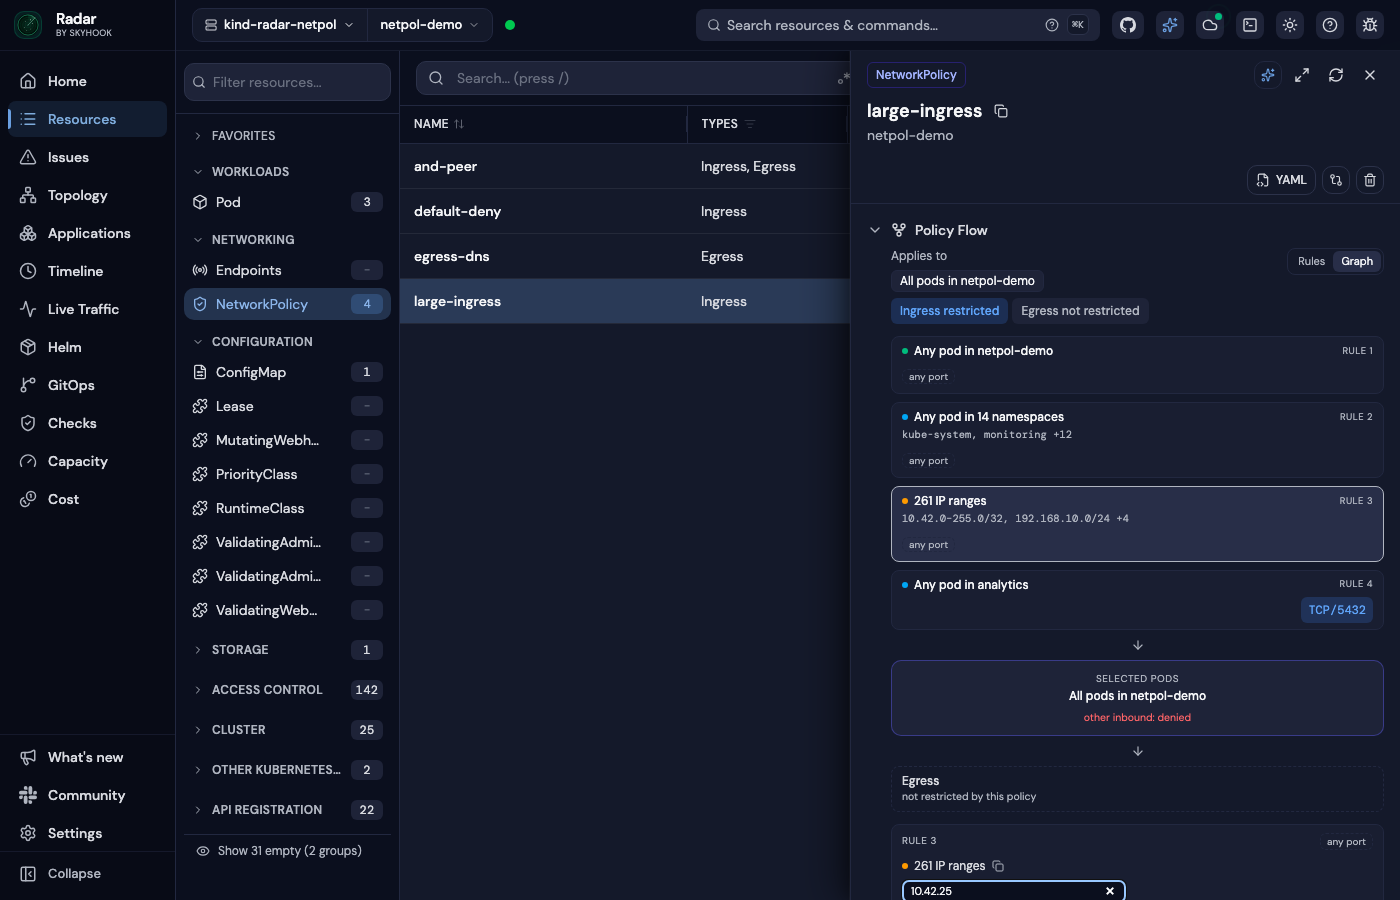 Radar
BY SKYHOOK
kind-radar-netpol
netpol-demo
Search resources & commands...
⌘K
Home
Resources
Issues
Topology
Applications
Timeline
Live Traffic
Helm
GitOps
Checks
Capacity
Cost
What's new
Community
Settings
Collapse
Filter resources...
FAVORITES
WORKLOADS
Pod 3
NETWORKING
Endpoints -
NetworkPolicy 4
CONFIGURATION
ConfigMap 1
Lease -
MutatingWebh... -
PriorityClass -
RuntimeClass -
ValidatingAdmi... -
ValidatingAdmi... -
ValidatingWeb... -
STORAGE 1
ACCESS CONTROL 142
CLUSTER 25
OTHER KUBERNETES... 2
API REGISTRATION 22
Show 31 empty (2 groups)
Search... (press /)
.*
NAME TYPES
and-peer Ingress, Egress
default-deny Ingress
egress-dns Egress
large-ingress Ingress
NetworkPolicy
large-ingress
netpol-demo
YAML
Policy Flow
Applies to
Rules Graph
All pods in netpol-demo
Ingress restricted Egress not restricted
Any pod in netpol-demo RULE 1
any port
Any pod in 14 namespaces RULE 2
kube-system, monitoring +12
any port
261 IP ranges RULE 3
10.42.0-255.0/32, 192.168.10.0/24 +4
any port
Any pod in analytics RULE 4
TCP/5432
SELECTED PODS
All pods in netpol-demo
other inbound: denied
Egress
not restricted by this policy
RULE 3 any port
261 IP ranges
10.42.25